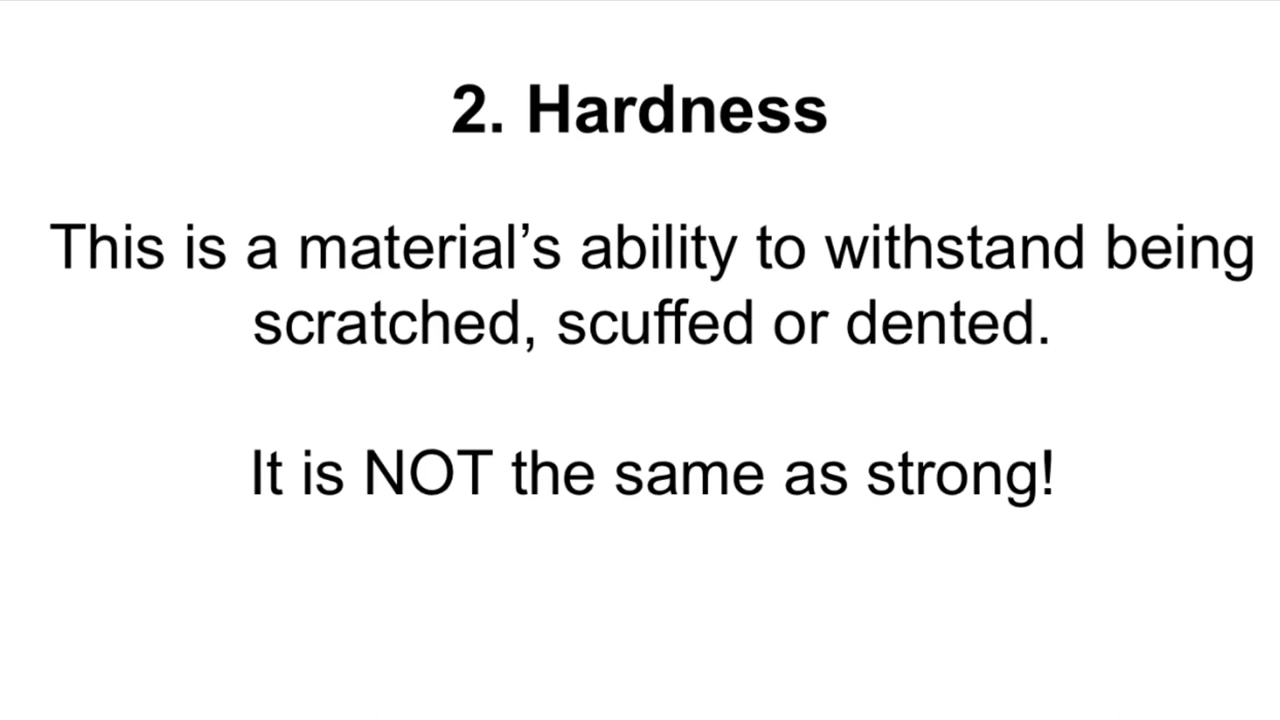 2. Hardness
This is a material’s ability to withstand being
scratched, scuffed or dented.
It is NOT the same as strong!